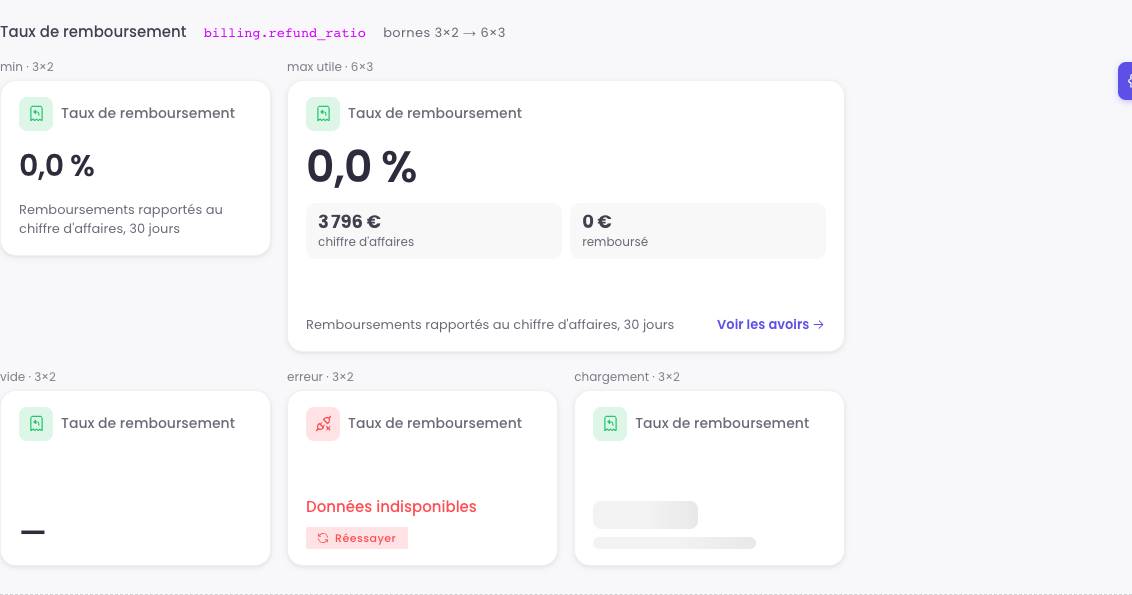 Taux de remboursement billing.refund_ratio bornes 3×2 → 6×3
min · 3×2
Taux de remboursement
0,0 %
Remboursements rapportés au
chiffre d'affaires, 30 jours
max utile · 6×3
Taux de remboursement
0,0 %
3 796 €
chiffre d'affaires
0 €
remboursé
Remboursements rapportés au chiffre d'affaires, 30 jours
Voir les avoirs →
vide · 3×2
Taux de remboursement
—
erreur · 3×2
Taux de remboursement
Données indisponibles
Réessayer
chargement · 3×2
Taux de remboursement